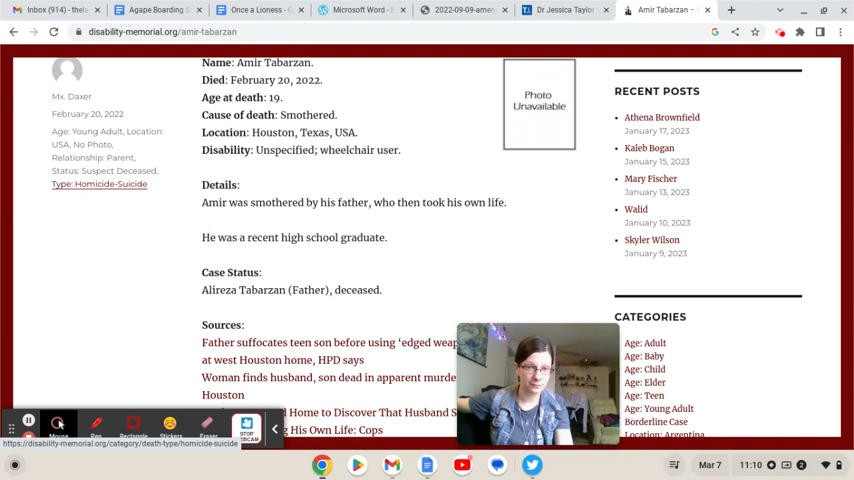 Inbox (914) - thela
Agape Boarding S
Once a Lioness - G
Microsoft Word - F
2022-09-09-amen
Dr Jessica Taylor
Amir Tabarzan –
disability-memorial.org/amir-tabarzan
Mx. Daxer
February 20, 2022
Age: Young Adult, Location:
USA, No Photo,
Relationship: Parent,
Status: Suspect Deceased,
Type: Homicide-Suicide
Name: Amir Tabarzan.
Died: February 20, 2022.
Age at death: 19.
Cause of death: Smothered.
Location: Houston, Texas, USA.
Disability: Unspecified; wheelchair user.
Photo
Unavailable
Details:
Amir was smothered by his father, who then took his own life.
He was a recent high school graduate.
Case Status:
Alireza Tabarzan (Father), deceased.
Sources:
Father suffocates teen son before using ‘edged weap
at west Houston home, HPD says
Woman finds husband, son dead in apparent murde
Houston
Home to Discover That Husband S
g His Own Life: Cops
RECENT POSTS
Athena Brownfield
January 17, 2023
Kaleb Bogan
January 15, 2023
Mary Fischer
January 13, 2023
Walid
January 10, 2023
Skyler Wilson
January 9, 2023
CATEGORIES
Age: Adult
Age: Baby
Age: Child
Age: Elder
Age: Teen
Age: Young Adult
Borderline Case
Location: Argentina
Mouse
Pen
Rectangle
Stickers
Eraser
STOP
WEBCAM
https://disability-memorial.org/category/death-type/homicide-suicide
Mar 7
11:10
2